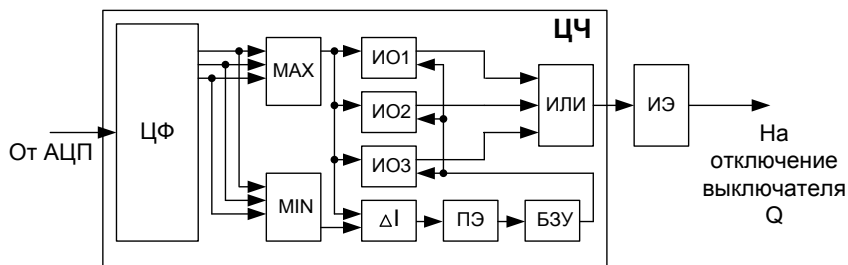 ЦЧ
От АЦП
ЦФ
MAX
MIN
ИО1
ИО2
ИО3
ΔI
ПЭ
БЗУ
ИЛИ
ИЭ
На
отключение
выключателя
Q